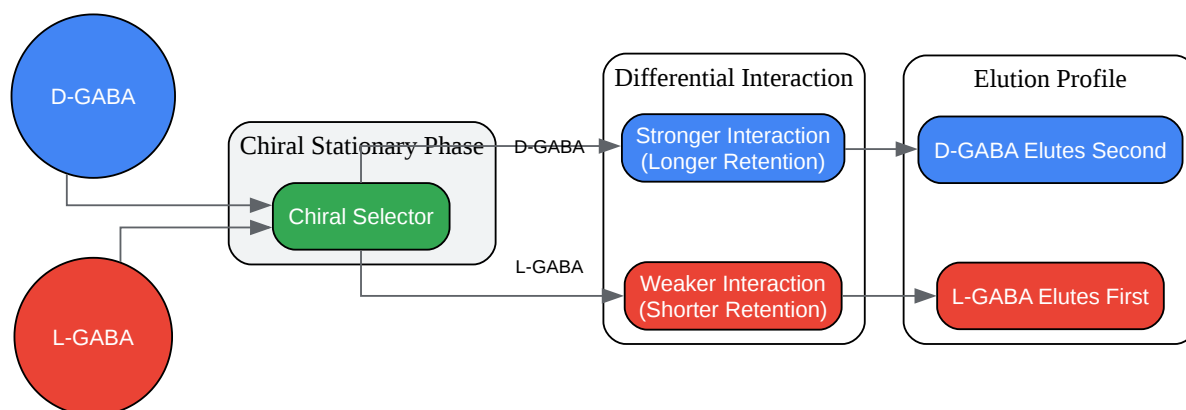 D-GABA
L-GABA
Chiral Stationary Phase
Chiral Selector
D-GABA
L-GABA
Differential Interaction
Stronger Interaction
(Longer Retention)
Weaker Interaction
(Shorter Retention)
Elution Profile
D-GABA Elutes Second
L-GABA Elutes First